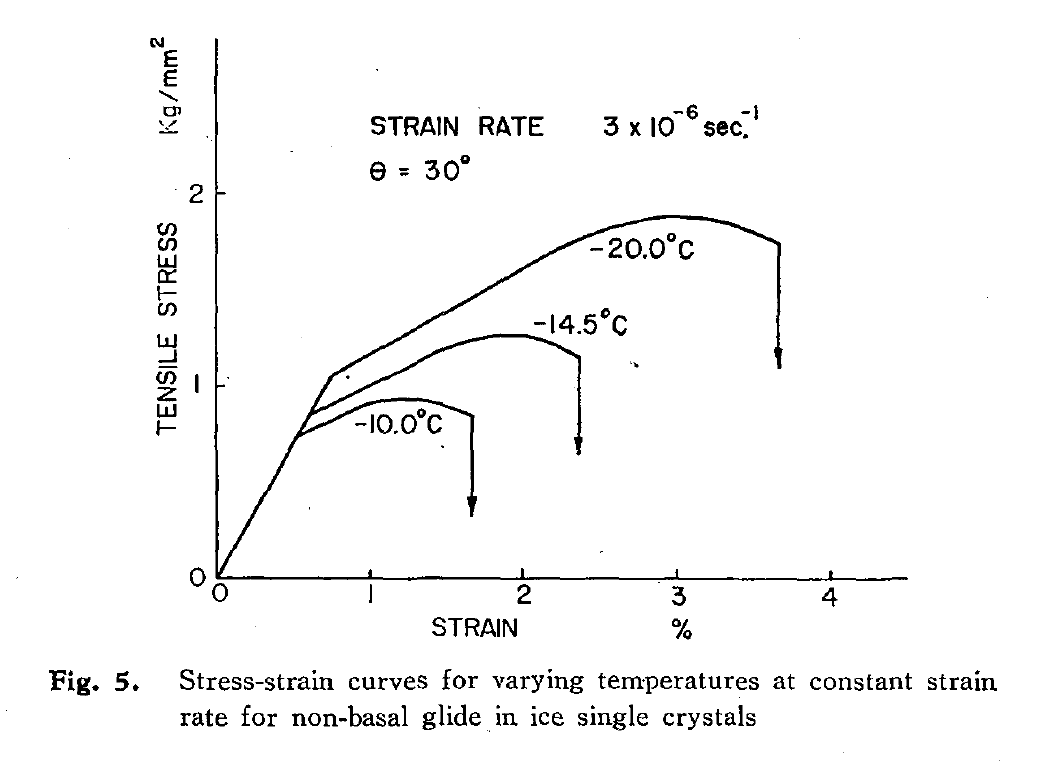 Kg/mm²
TENSILE STRESS
STRAIN RATE 3 x 10⁻⁶ sec.⁻¹
θ = 30°
2
-20.0°C
-14.5°C
1
-10.0°C
0
0 1 2 3 4
STRAIN %
Fig. 5. Stress-strain curves for varying temperatures at constant strain
rate for non-basal glide in ice single crystals